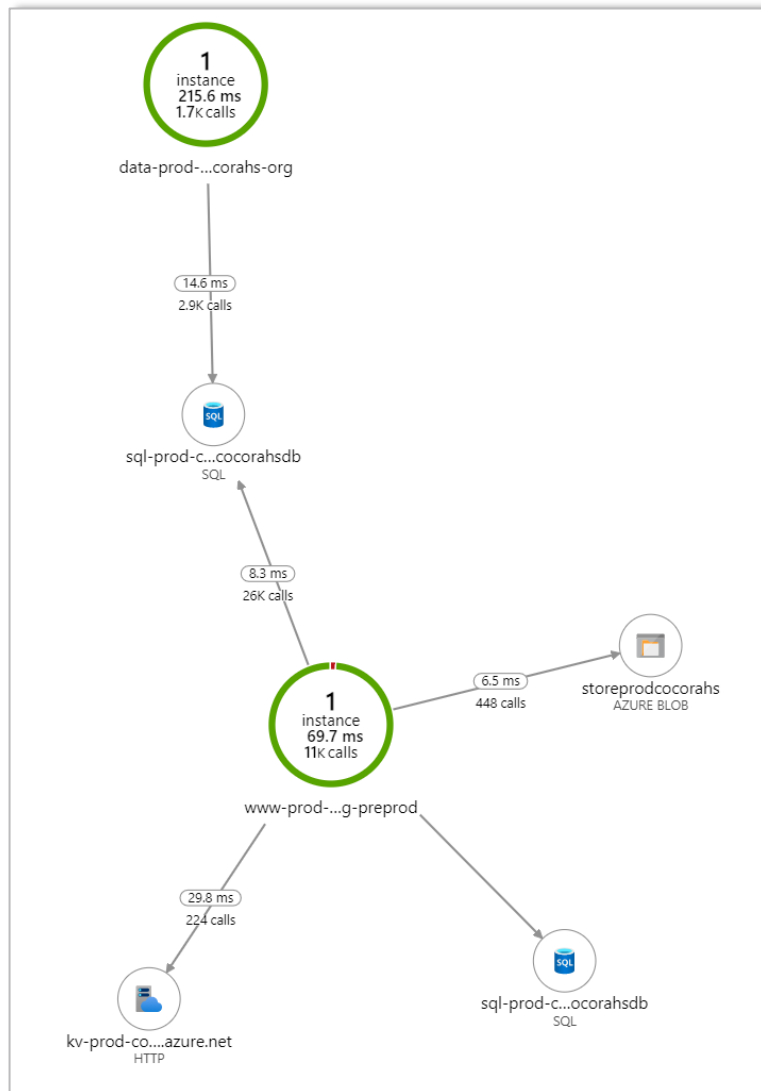 1
instance
215.6 ms
1.7K calls
data-prod-...corahs-org
14.6 ms
2.9K calls
SQL
sql-prod-c...cocorahsdb
SQL
8.3 ms
26K calls
1
instance
69.7 ms
11K calls
www-prod-...g-preprod
6.5 ms
448 calls
storeprodcocorahs
AZURE BLOB
29.8 ms
224 calls
kv-prod-co....azure.net
HTTP
SQL
sql-prod-c...ocorahsdb
SQL